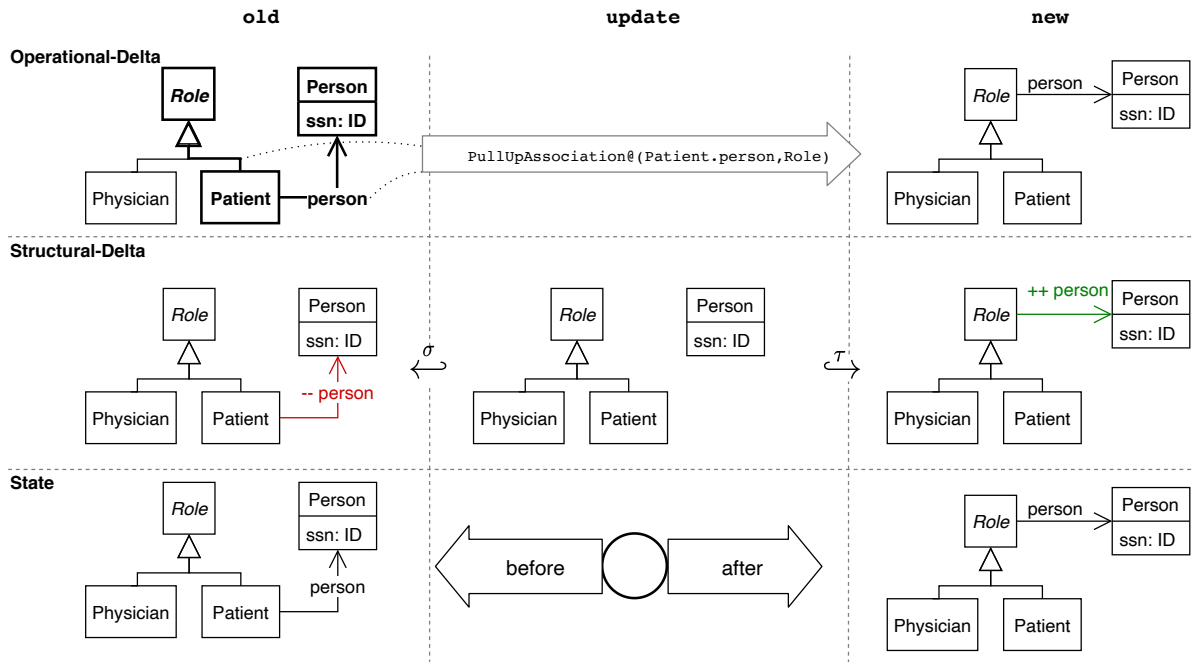 old update new
Operational-Delta
Role
Person
ssn: ID
Physician
Patient
person
PullUpAssociation@(Patient.person,Role)
Role
person
Person
ssn: ID
Physician
Patient
Structural-Delta
Role
Person
ssn: ID
-- person
Physician
Patient
σ
Role
Person
ssn: ID
Physician
Patient
τ
Role
++ person
Person
ssn: ID
Physician
Patient
State
Role
Person
ssn: ID
person
Physician
Patient
before
after
Role
person
Person
ssn: ID
Physician
Patient